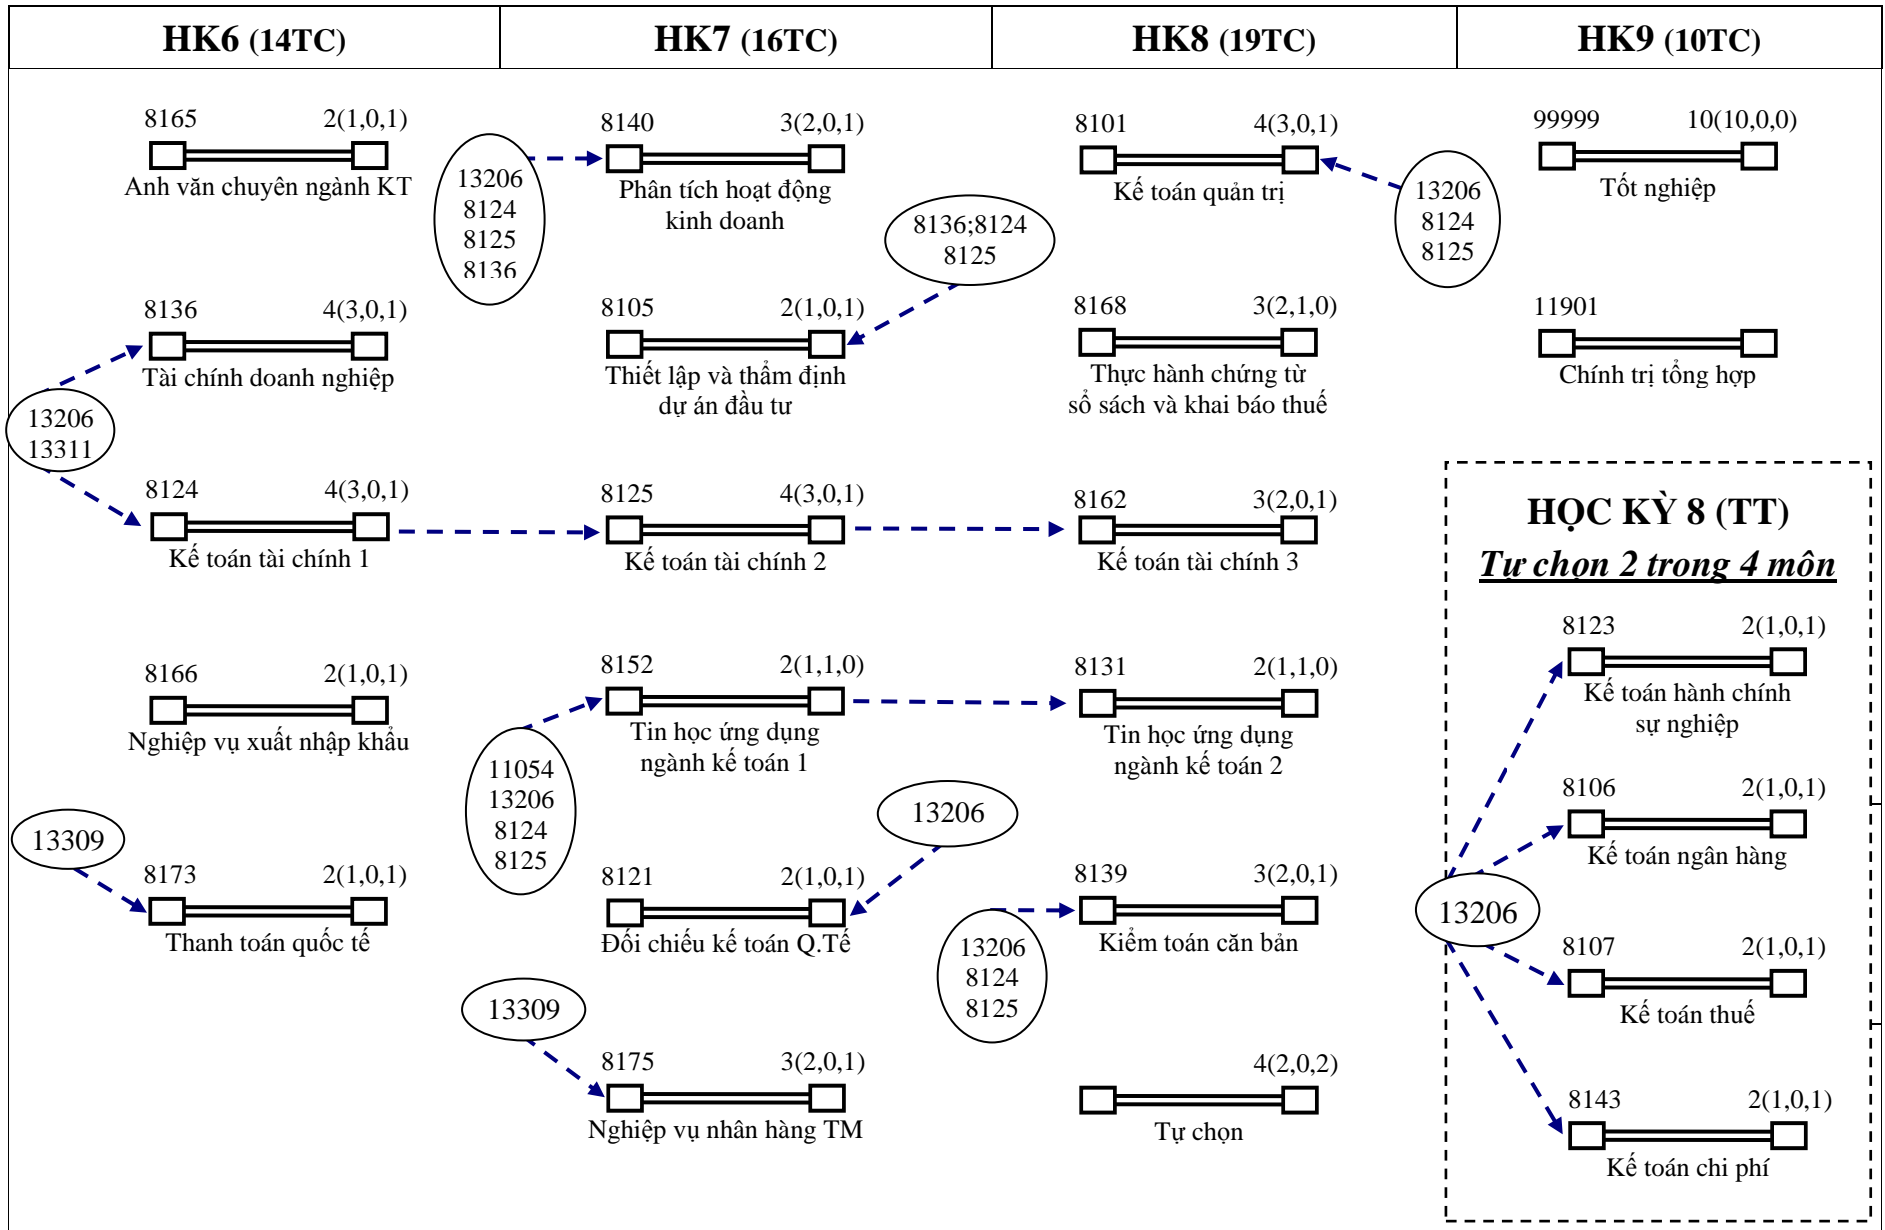 HK6 (14TC)
HK7 (16TC)
HK8 (19TC)
HK9 (10TC)
8165 2(1,0,1)
Anh văn chuyên ngành KT
8136 4(3,0,1)
Tài chính doanh nghiệp
13206
13311
8124 4(3,0,1)
Kế toán tài chính 1
8166 2(1,0,1)
Nghiệp vụ xuất nhập khẩu
13309
8173 2(1,0,1)
Thanh toán quốc tế
13206
8124
8125
8136
8140 3(2,0,1)
Phân tích hoạt động
kinh doanh
8136;8124
8125
8105 2(1,0,1)
Thiết lập và thẩm định
dự án đầu tư
8125 4(3,0,1)
Kế toán tài chính 2
8152 2(1,1,0)
Tin học ứng dụng
ngành kế toán 1
11054
13206
8124
8125
13206
8121 2(1,0,1)
Đối chiếu kế toán Q.Tế
13309
8175 3(2,0,1)
Nghiệp vụ nhân hàng TM
8101 4(3,0,1)
Kế toán quản trị
13206
8124
8125
8168 3(2,1,0)
Thực hành chứng từ
sổ sách và khai báo thuế
8162 3(2,0,1)
Kế toán tài chính 3
8131 2(1,1,0)
Tin học ứng dụng
ngành kế toán 2
8139 3(2,0,1)
Kiểm toán căn bản
13206
8124
8125
4(2,0,2)
Tự chọn
99999 10(10,0,0)
Tốt nghiệp
11901
Chính trị tổng hợp
HỌC KỲ 8 (TT)
Tự chọn 2 trong 4 môn
8123 2(1,0,1)
Kế toán hành chính
sự nghiệp
8106 2(1,0,1)
Kế toán ngân hàng
13206
8107 2(1,0,1)
Kế toán thuế
8143 2(1,0,1)
Kế toán chi phí